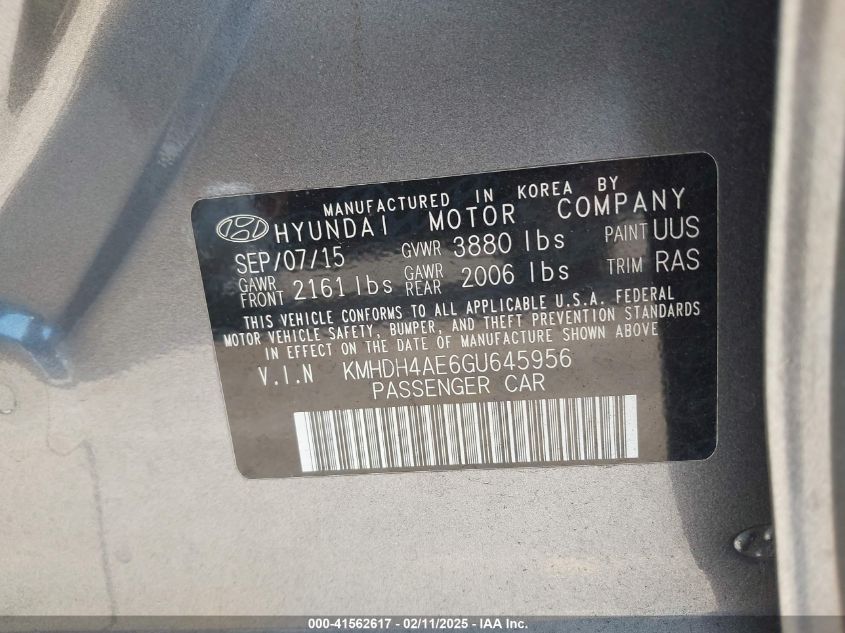 MANUFACTURED IN KOREA BY
HYUNDAI MOTOR COMPANY
SEP/07/15 GVWR 3880 lbs PAINT UUS
GAWR FRONT 2161 lbs GAWR REAR 2006 lbs TRIM RAS
THIS VEHICLE CONFORMS TO ALL APPLICABLE U.S.A. FEDERAL
MOTOR VEHICLE SAFETY, BUMPER, AND THEFT PREVENTION STANDARDS
IN EFFECT ON THE DATE OF MANUFACTURE SHOWN ABOVE
V.I.N KMHDH4AE6GU645956
PASSENGER CAR
000-41562617 - 02/11/2025 - IAA Inc.